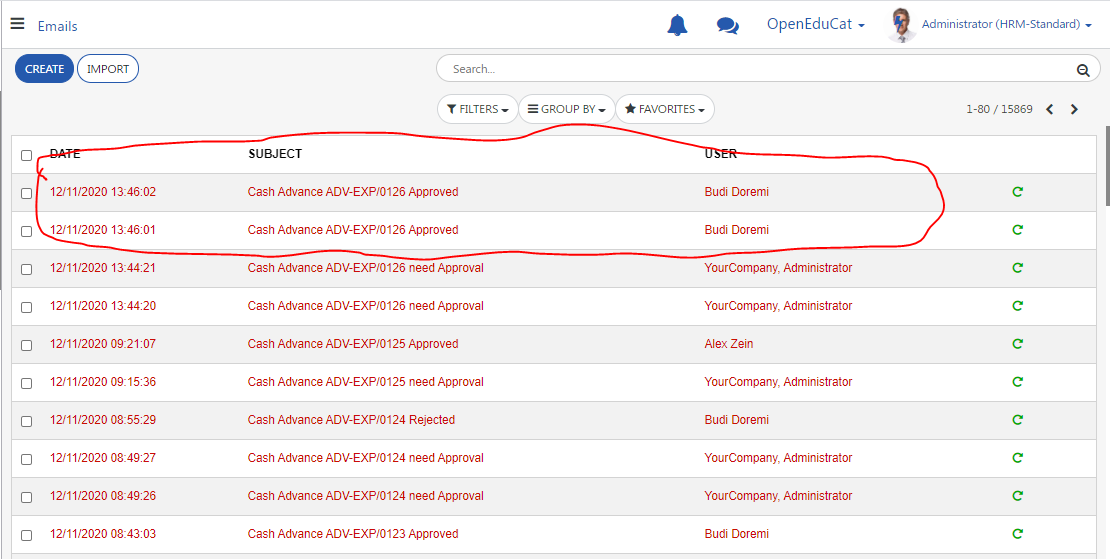 Emails OpenEduCat Administrator (HRM-Standard)
CREATE IMPORT Search...
FILTERS GROUP BY FAVORITES 1-80 / 15869
DATE SUBJECT USER
12/11/2020 13:46:02 Cash Advance ADV-EXP/0126 Approved Budi Doremi
12/11/2020 13:46:01 Cash Advance ADV-EXP/0126 Approved Budi Doremi
12/11/2020 13:44:21 Cash Advance ADV-EXP/0126 need Approval YourCompany, Administrator
12/11/2020 13:44:20 Cash Advance ADV-EXP/0126 need Approval YourCompany, Administrator
12/11/2020 09:21:07 Cash Advance ADV-EXP/0125 Approved Alex Zein
12/11/2020 09:15:36 Cash Advance ADV-EXP/0125 need Approval YourCompany, Administrator
12/11/2020 08:55:29 Cash Advance ADV-EXP/0124 Rejected Budi Doremi
12/11/2020 08:49:27 Cash Advance ADV-EXP/0124 need Approval YourCompany, Administrator
12/11/2020 08:49:26 Cash Advance ADV-EXP/0124 need Approval YourCompany, Administrator
12/11/2020 08:43:03 Cash Advance ADV-EXP/0123 Approved Budi Doremi